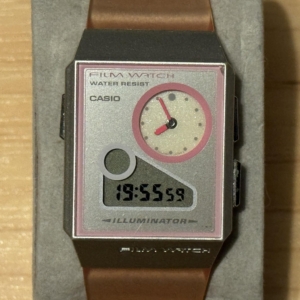 FILM WATCH
WATER RESIST
CASIO
19:55 59
ILLUMINATOR
FILM WATCH